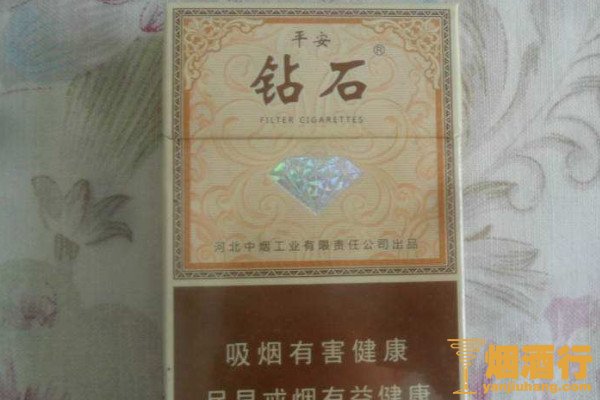 平安
钻石®
FILTER CIGARETTES
河北中烟工业有限责任公司出品
吸烟有害健康
尽早戒烟有益健康
烟酒行
yanjiuhang.com